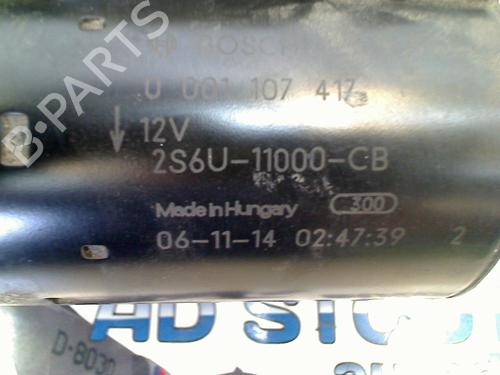 BOSCH
0 001 107 417
12V
2S6U-11000-CB
Made in Hungary
300
06-11-14 02:47:39 2
B-PARTS
D-8030